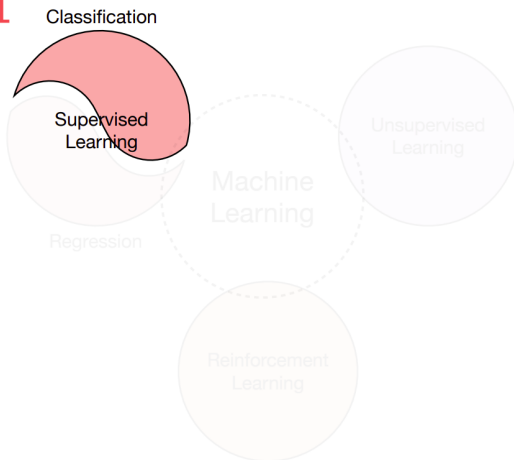 Classification
Supervised
Learning
Unsupervised
Learning
Machine
Learning
Regression
Reinforcement
Learning